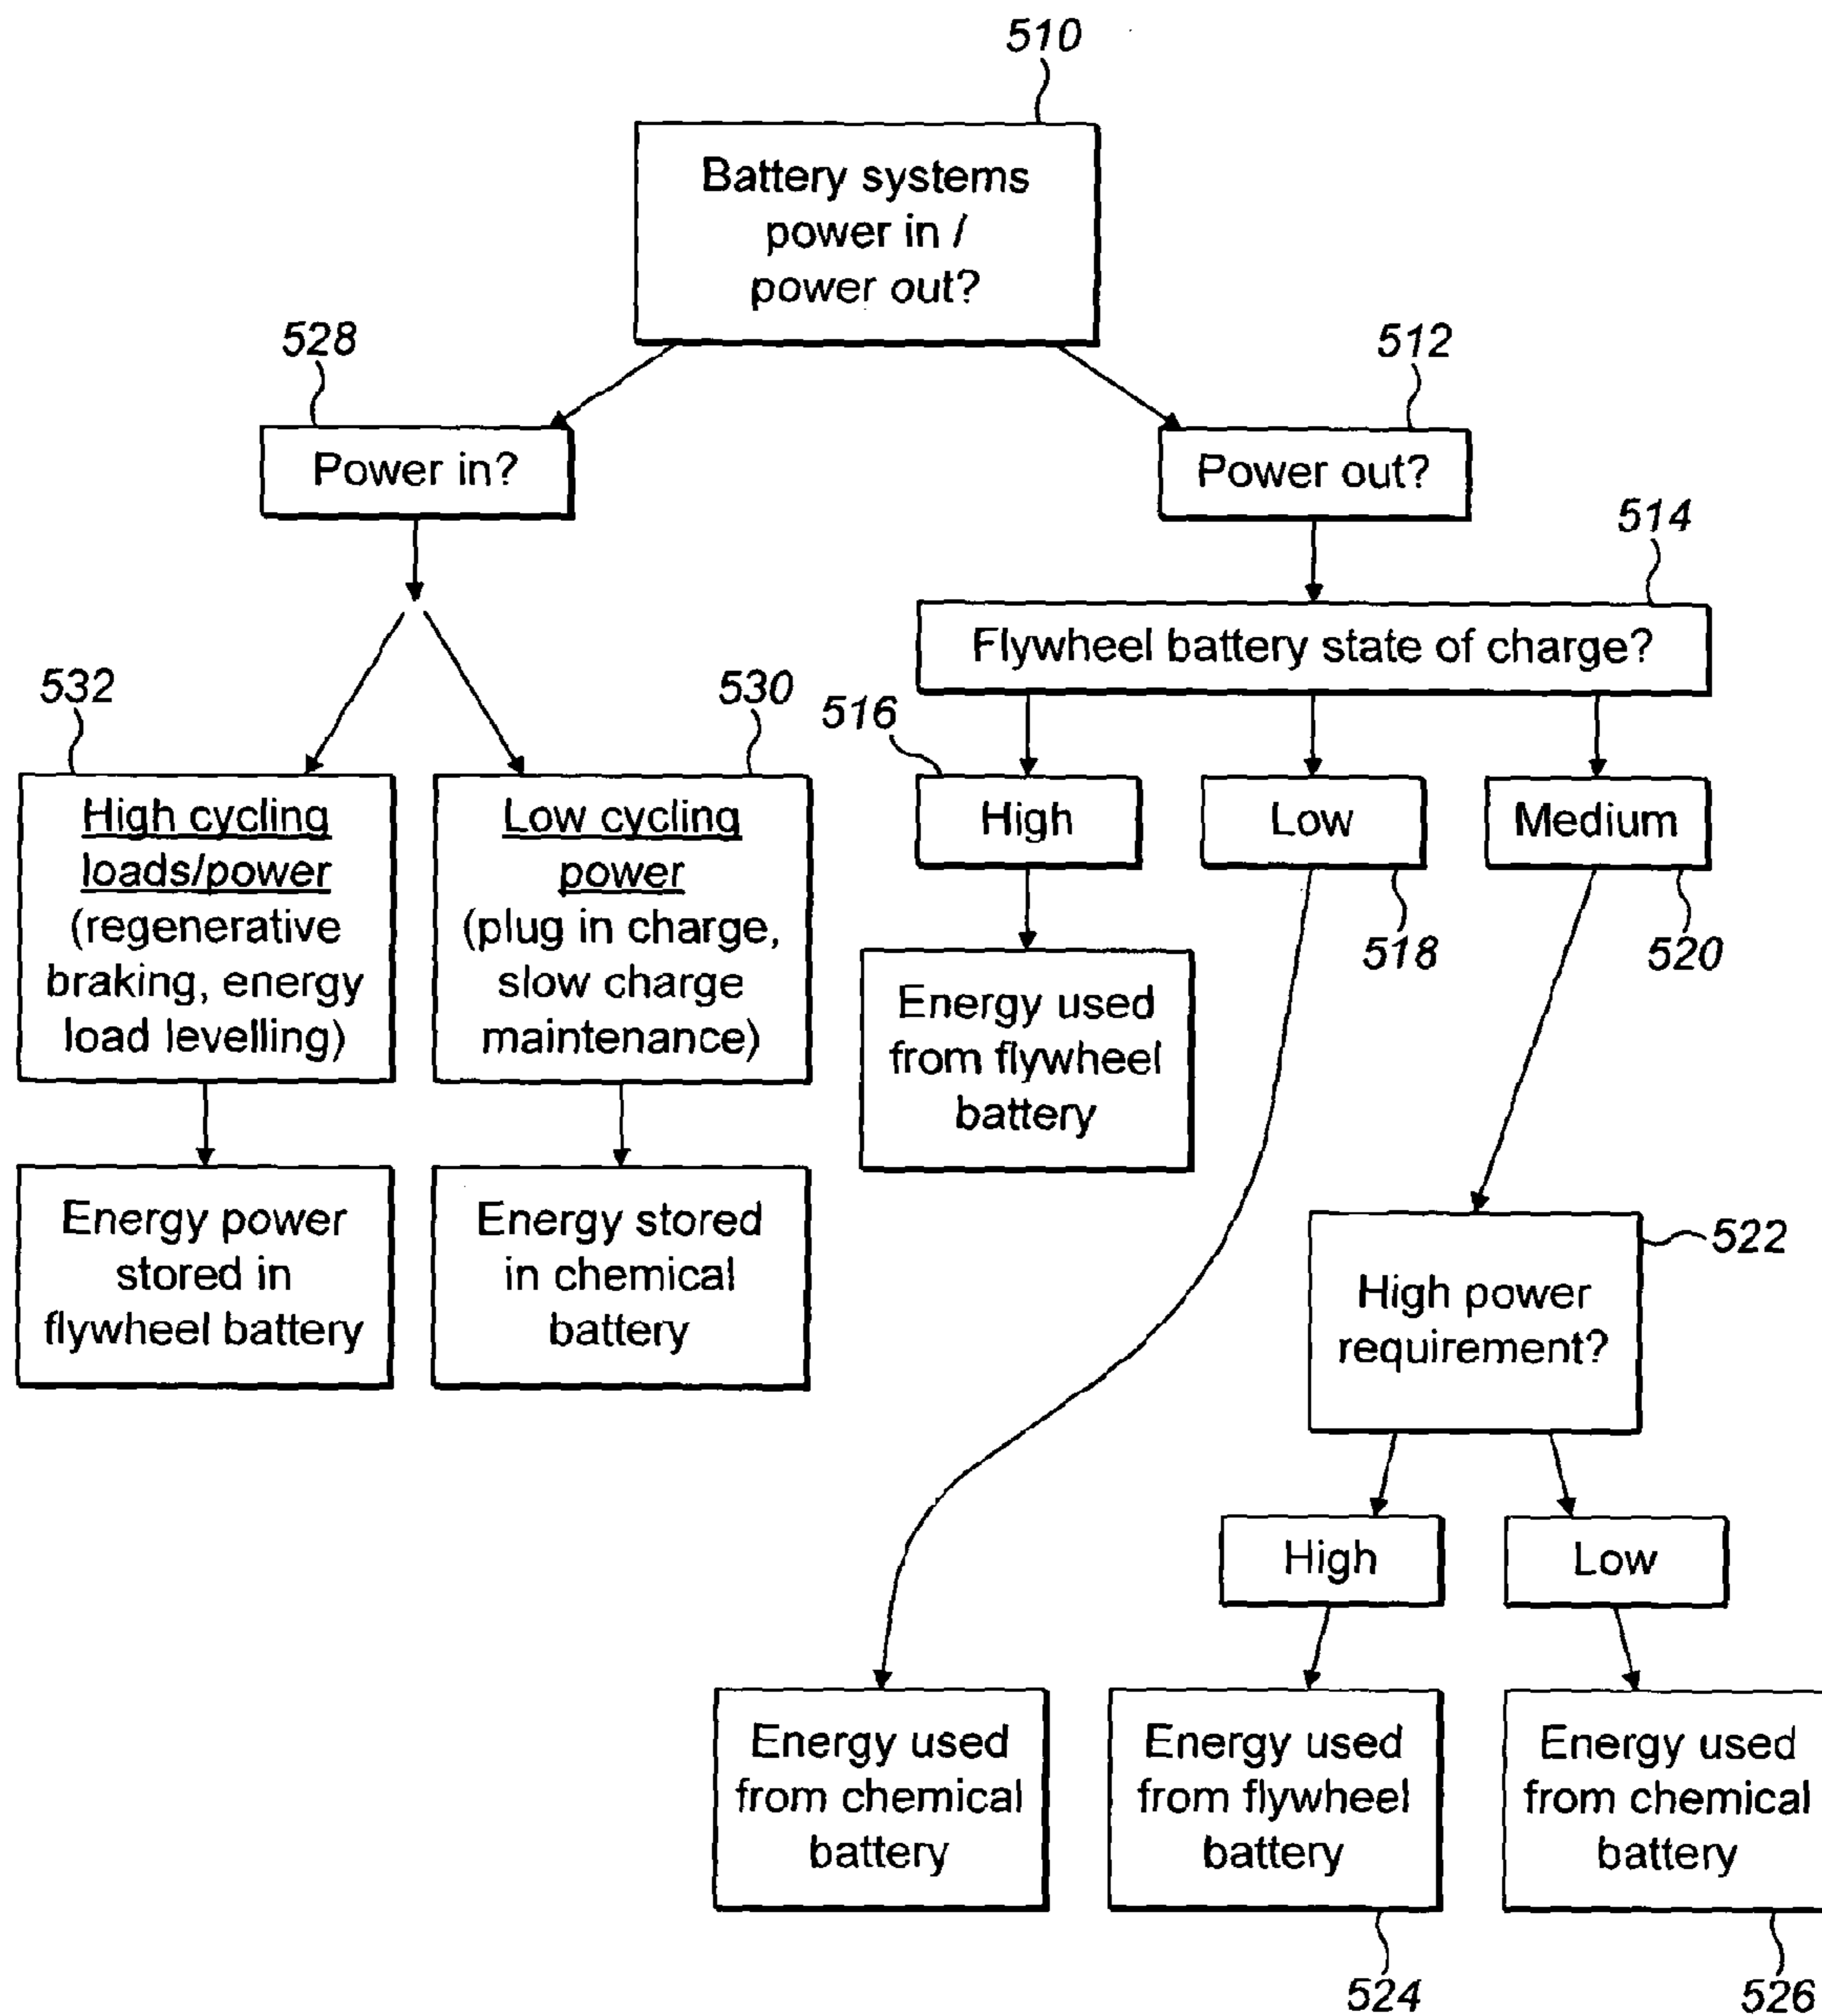 510
Battery systems
power in /
power out?
528
512
Power in?
Power out?
514
Flywheel battery state of charge?
532
530
516
High cycling
loads/power
(regenerative
braking, energy
load levelling)
Low cycling
power
(plug in charge,
slow charge
maintenance)
High
Low
Medium
518
520
Energy used
from flywheel
battery
Energy power
stored in
flywheel battery
Energy stored
in chemical
battery
522
High power
requirement?
High
Low
Energy used
from chemical
battery
Energy used
from flywheel
battery
Energy used
from chemical
battery
524
526